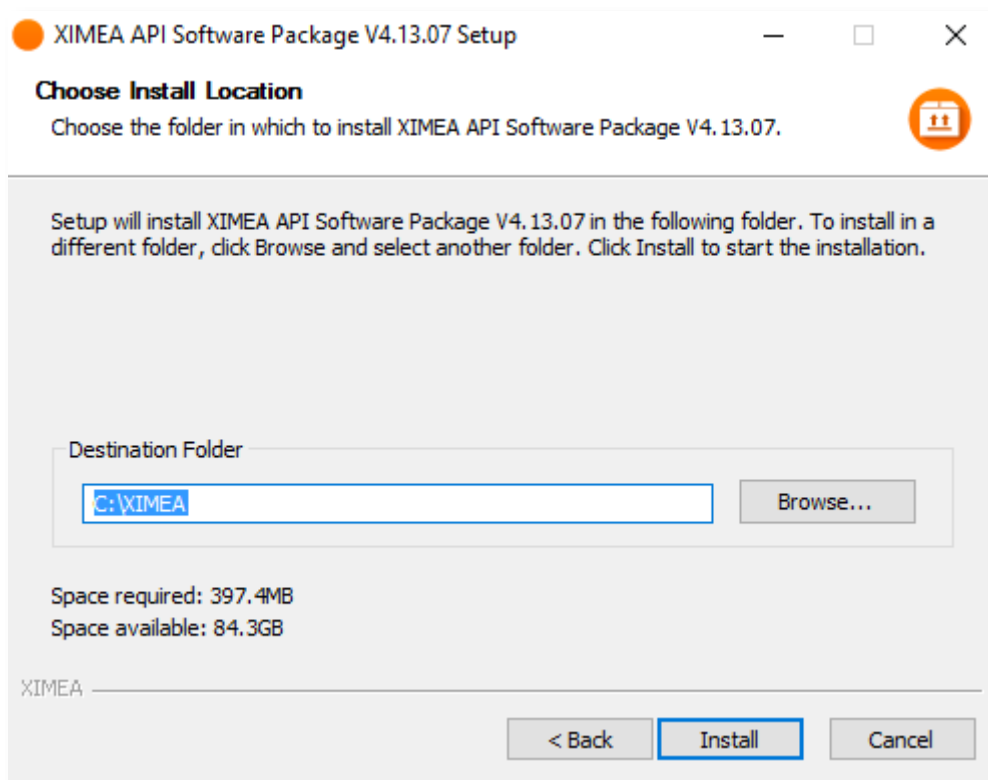 XIMEA API Software Package V4.13.07 Setup
Choose Install Location
Choose the folder in which to install XIMEA API Software Package V4.13.07.
Setup will install XIMEA API Software Package V4.13.07 in the following folder. To install in a
different folder, click Browse and select another folder. Click Install to start the installation.
Destination Folder
C:\XIMEA
Browse...
Space required: 397.4MB
Space available: 84.3GB
XIMEA
< Back
Install
Cancel